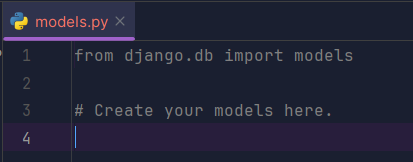 models.py
1 from django.db import models
2
3 # Create your models here.
4